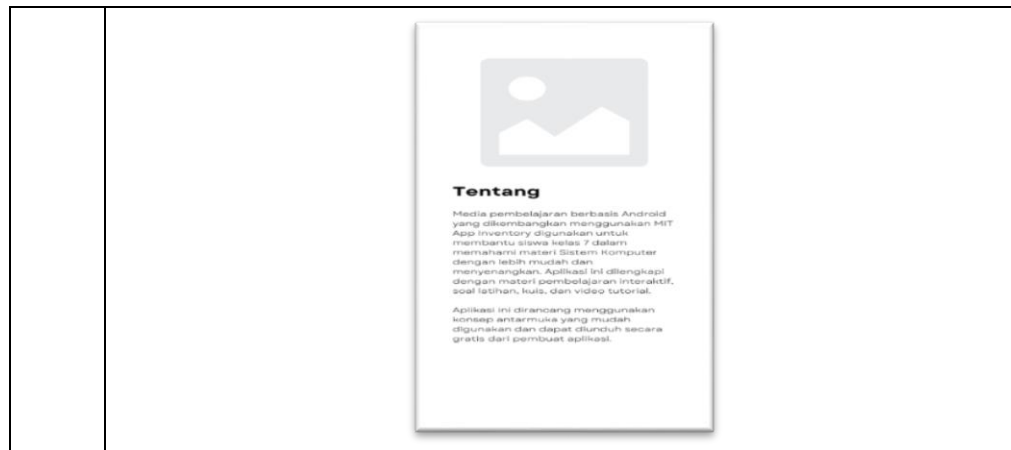 Tentang
Media pembelajaran berbasis Android
yang dikembangkan menggunakan MIT
App Inventory digunakan untuk
membantu siswa kelas 7 dalam
memahami materi Sistem Komputer
dengan lebih mudah dan
menyenangkan. Aplikasi ini dilengkapi
dengan materi pembelajaran interaktif,
soal latihan, kuis, dan video tutorial.
Aplikasi ini dirancang menggunakan
konsep antarmuka yang mudah
digunakan dan dapat diunduh secara
gratis dari pembuat aplikasi.